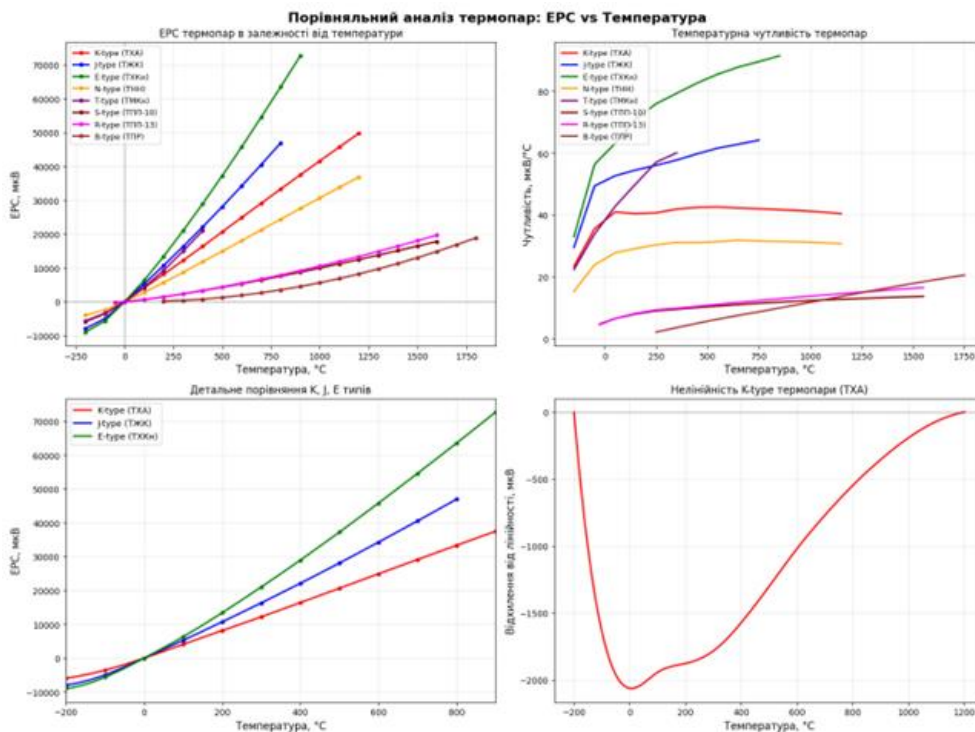 Порівняльний аналіз термопар: ЕРС vs Температура
ЕРС термопар в залежності від температури
ЕРС, мкВ
70000
60000
50000
40000
30000
20000
10000
0
−10000
K-type (ТХА)
J-type (ТЖК)
E-type (ТХКн)
N-type (ТНН)
T-type (ТМКн)
S-type (ТПП-10)
R-type (ТПП-13)
B-type (ТПР)
−250 0 250 500 750 1000 1250 1500 1750
Температура, °C
Температурна чутливість термопар
Чутливість, мкВ/°C
80
60
40
20
0
K-type (ТХА)
J-type (ТЖК)
E-type (ТХКн)
N-type (ТНН)
T-type (ТМКн)
S-type (ТПП-10)
R-type (ТПП-13)
B-type (ТПР)
0 250 500 750 1000 1250 1500 1750
Температура, °C
Детальне порівняння K, J, E типів
ЕРС, мкВ
70000
60000
50000
40000
30000
20000
10000
0
−10000
K-type (ТХА)
J-type (ТЖК)
E-type (ТХКн)
−200 0 200 400 600 800
Температура, °C
Нелінійність K-type термопари (ТХА)
Відхилення від лінійності, мкВ
0
−500
−1000
−1500
−2000
−200 0 200 400 600 800 1000 1200
Температура, °C